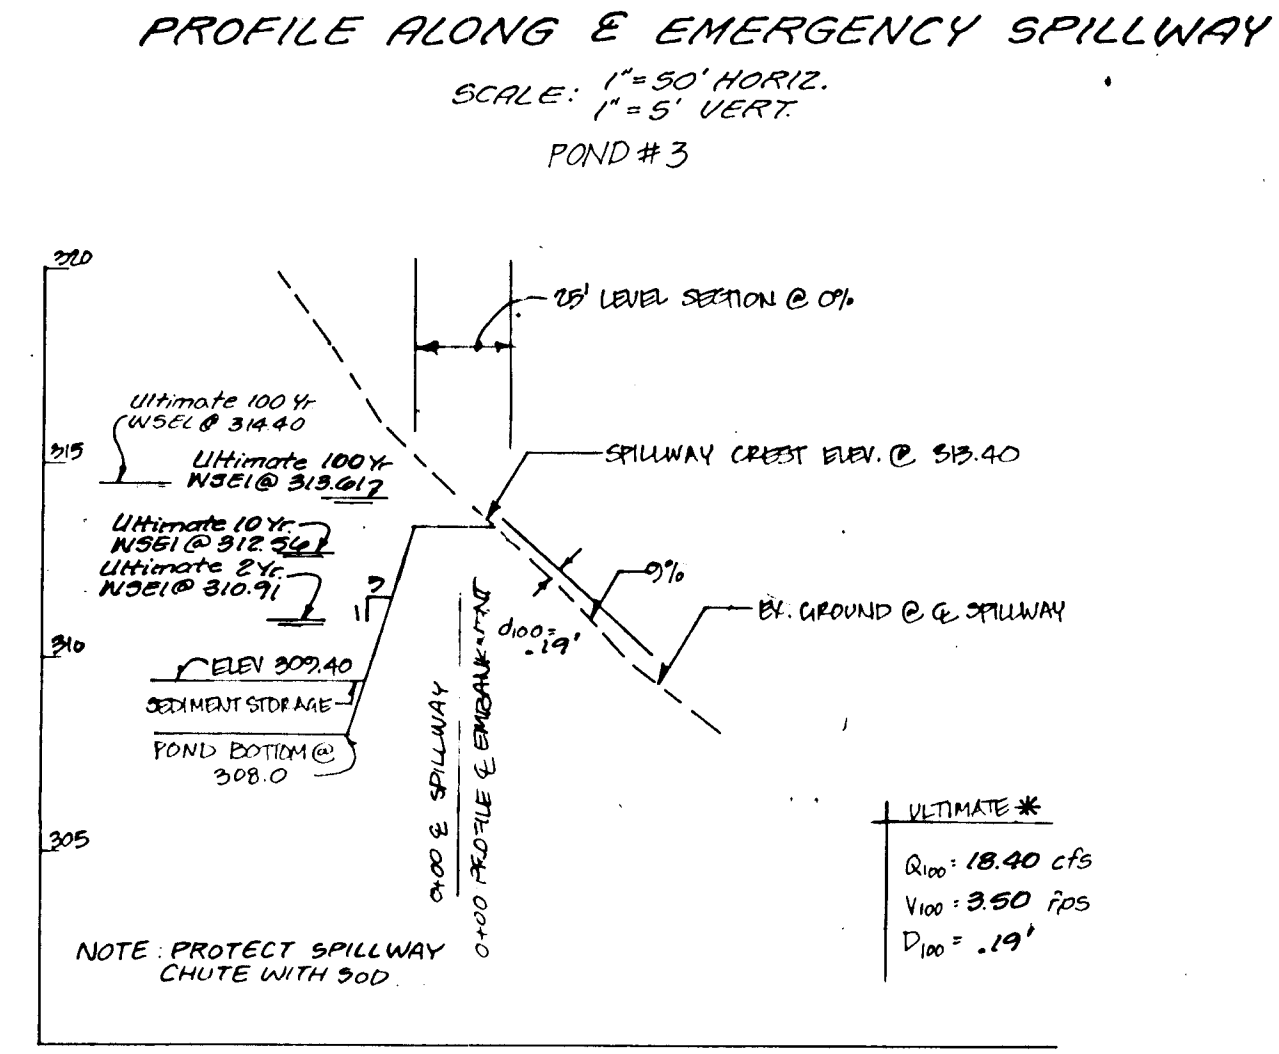 PROFILE ALONG ℄ EMERGENCY SPILLWAY
SCALE: 1"=50' HORIZ.
1"=5' VERT.
POND #3
320
25' LEVEL SECTION @ 0%
Ultimate 100 Yr
WSEL @ 314.40
315
Ultimate 100 Yr
WSEl @ 313.617
SPILLWAY CREST ELEV. @ 313.40
Ultimate 10 Yr.
WSEl @ 312.56
Ultimate 2 Yr.
WSEl @ 310.91
3
1
9%
d100=
.19'
EX. GROUND @ ℄ SPILLWAY
310
ELEV 309.40
SEDIMENT STORAGE
POND BOTTOM @
308.0
0+00 ℄ SPILLWAY
0+00 PROFILE ℄ EMBANKMENT
305
ULTIMATE *
Q100 = 18.40 cfs
V100 = 3.50 fps
D100 = .19'
NOTE: PROTECT SPILLWAY
CHUTE WITH SOD.